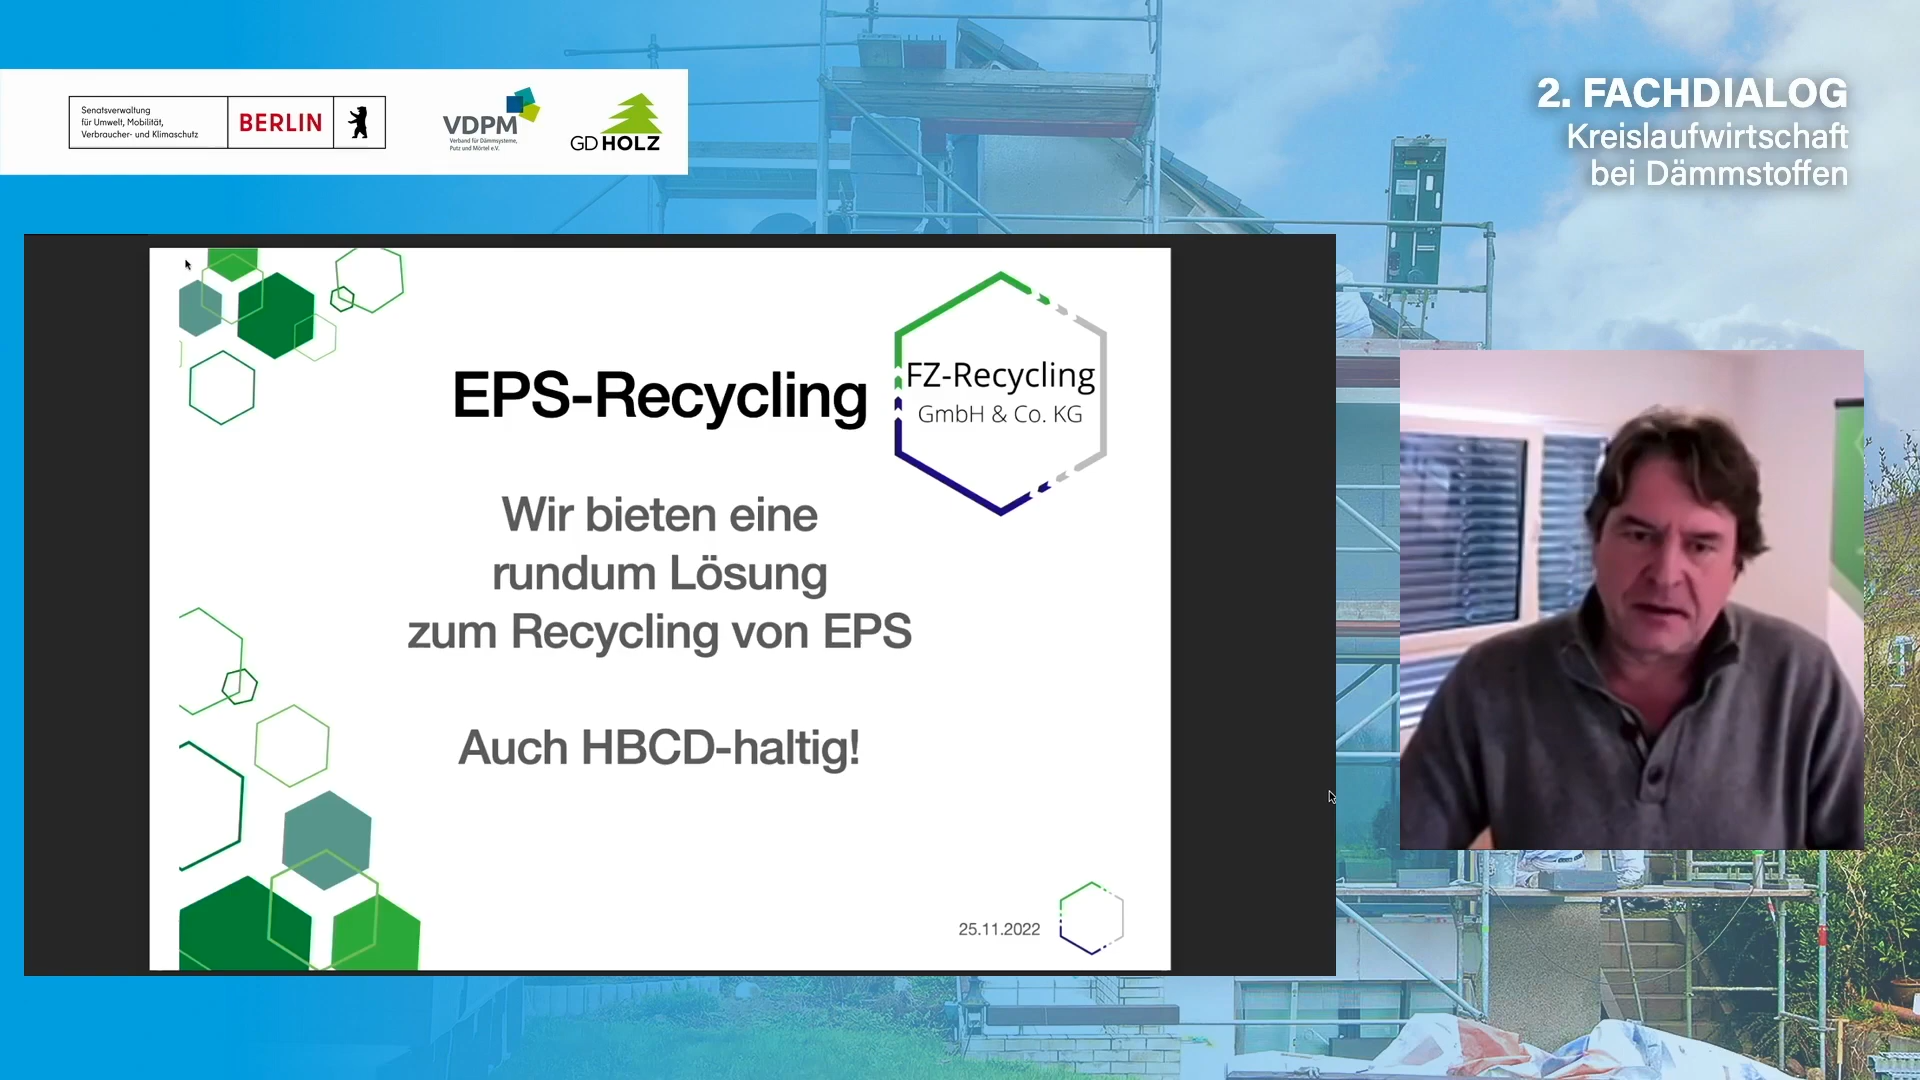 Senatsverwaltung
für Umwelt, Mobilität,
Verbraucher- und Klimaschutz
BERLIN
VDPM
Verband für Dämmsysteme,
Putz und Mörtel e.V.
GD HOLZ
2. FACHDIALOG
Kreislaufwirtschaft
bei Dämmstoffen
EPS-Recycling
FZ-Recycling
GmbH & Co. KG
Wir bieten eine
rundum Lösung
zum Recycling von EPS
Auch HBCD-haltig!
25.11.2022